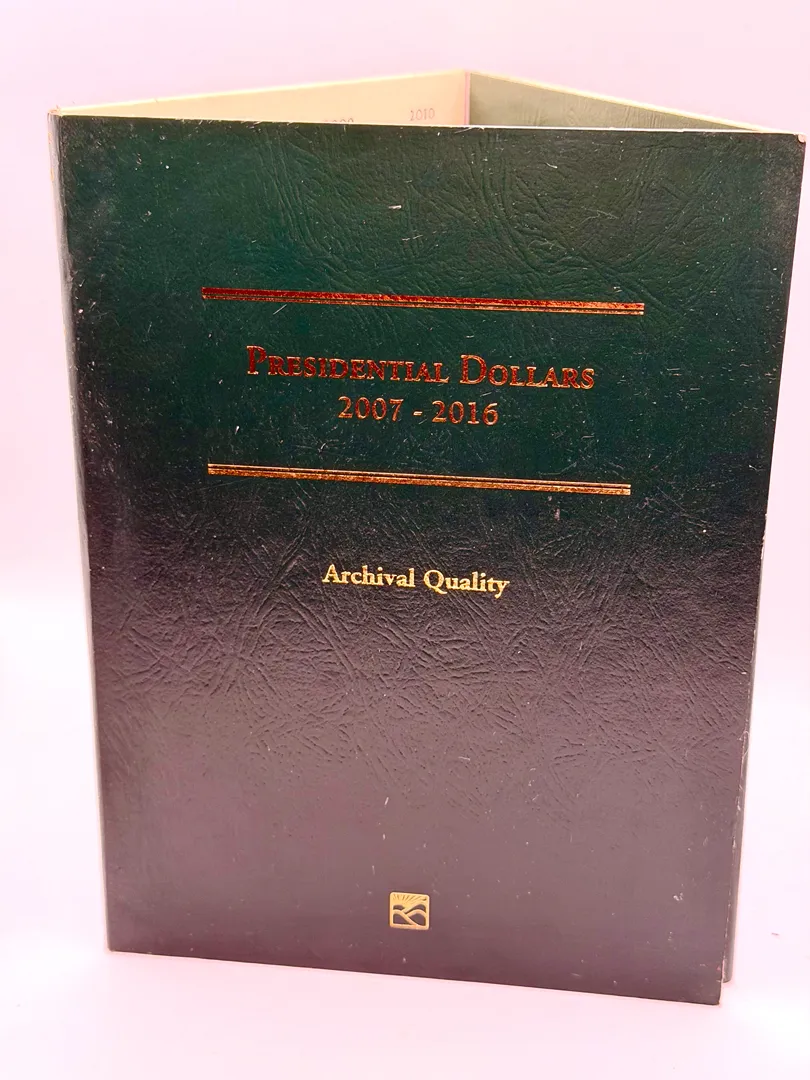 2010
PRESIDENTIAL DOLLARS
2007 - 2016
Archival Quality